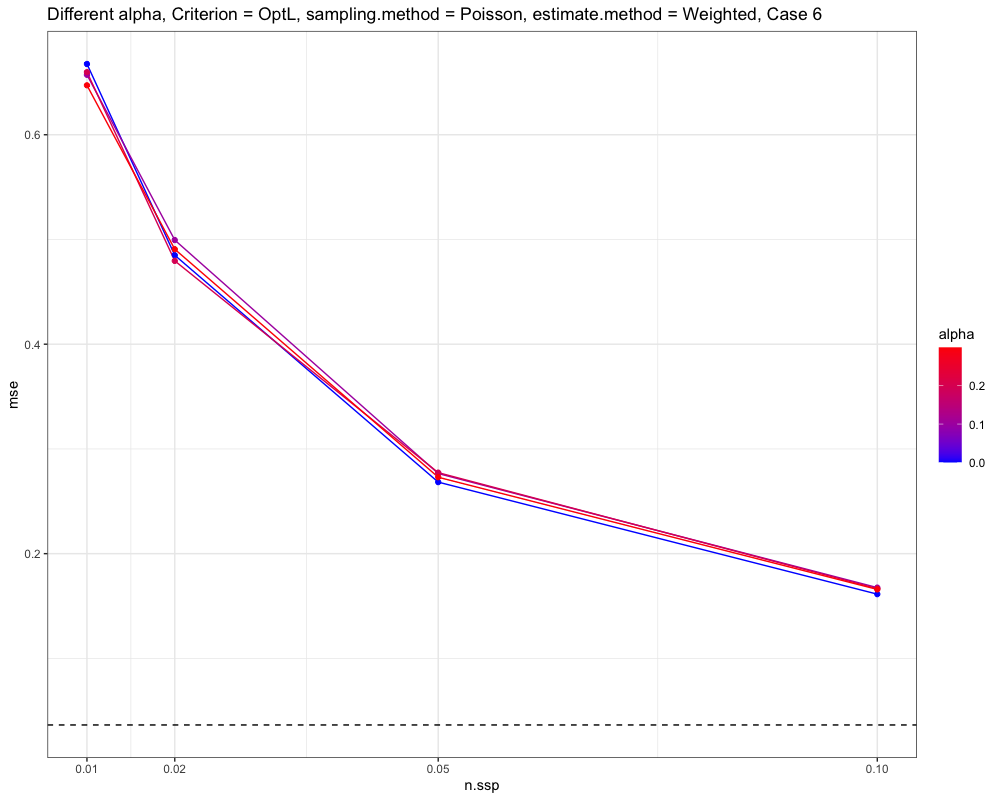 Different alpha, Criterion = OptL, sampling.method = Poisson, estimate.method = Weighted, Case 6
mse
0.6
0.4
0.2
0.01
0.02
0.05
0.10
n.ssp
alpha
0.2
0.1
0.0